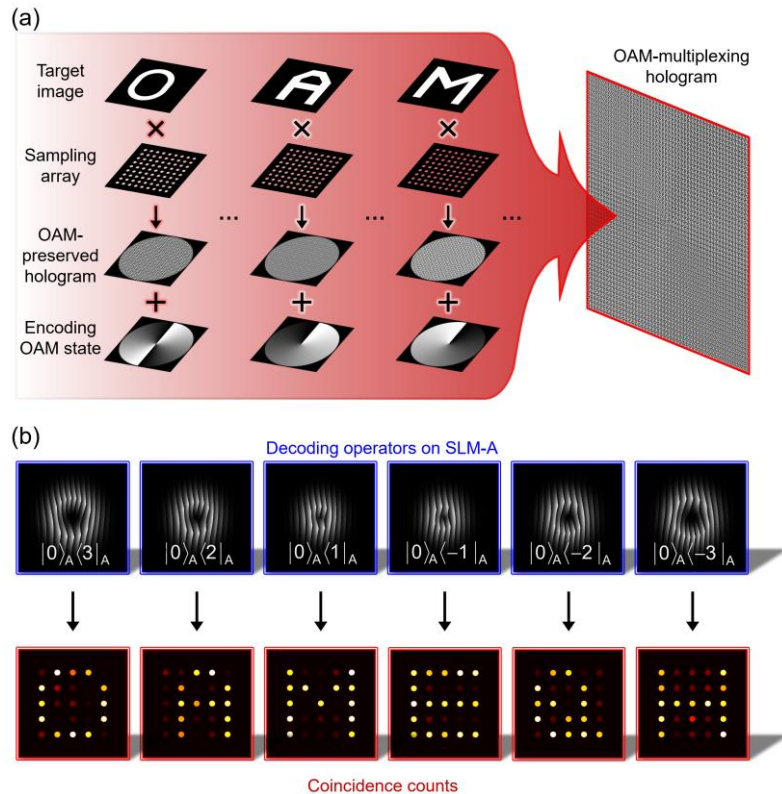 (a)
Target
image
O A M
× × ×
Sampling
array
... ... ...
OAM-
preserved
hologram
+ + +
Encoding
OAM state
OAM-multiplexing
hologram
(b)
Decoding operators on SLM-A
|0⟩A⟨3|A |0⟩A⟨2|A |0⟩A⟨1|A |0⟩A⟨−1|A |0⟩A⟨−2|A |0⟩A⟨−3|A
Coincidence counts